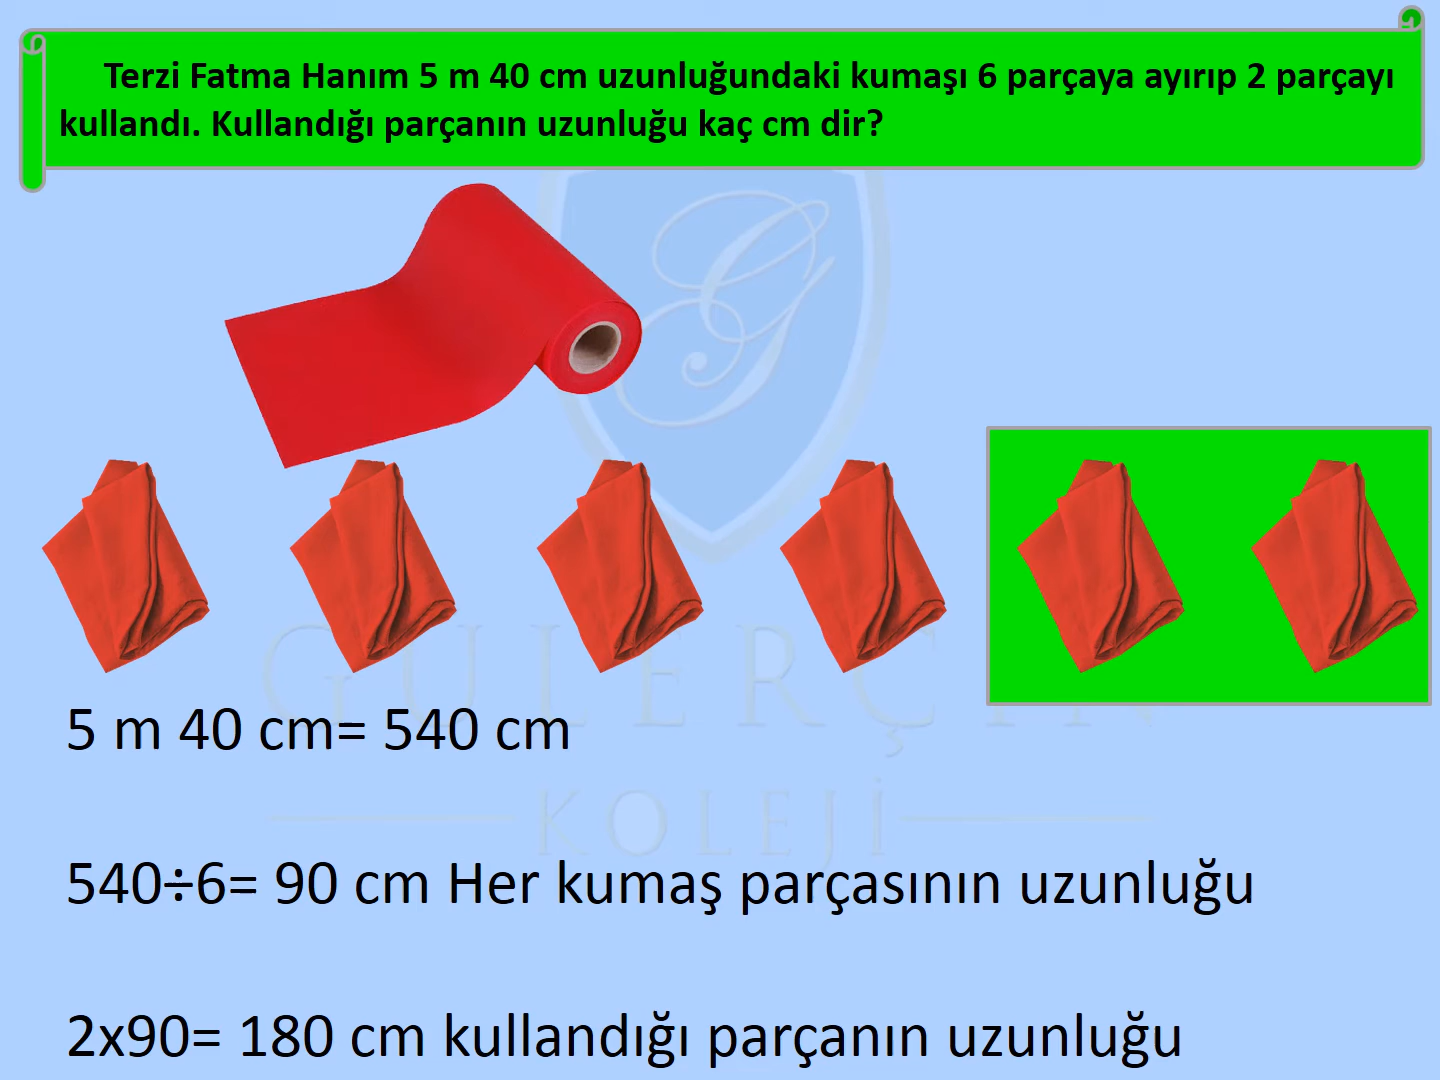 Terzi Fatma Hanım 5 m 40 cm uzunluğundaki kumaşı 6 parçaya ayırıp 2 parçayı
kullandı. Kullandığı parçanın uzunluğu kaç cm dir?
GÜLERÇİN
5 m 40 cm= 540 cm
KOLEJİ
540÷6= 90 cm Her kumaş parçasının uzunluğu
2x90= 180 cm kullandığı parçanın uzunluğu